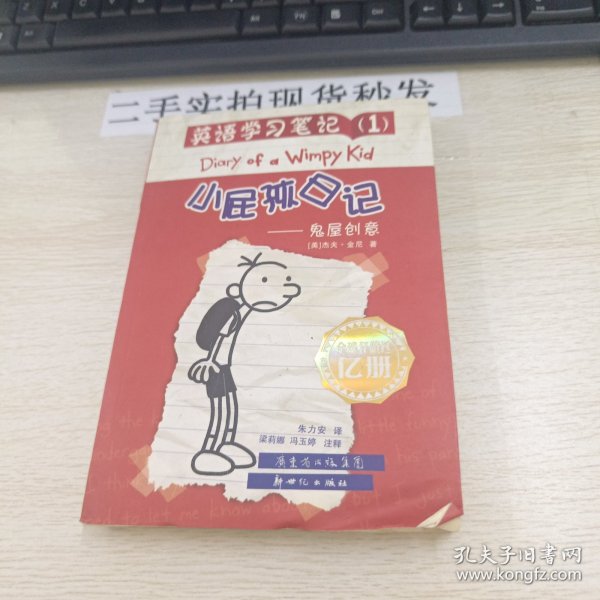 二手实拍现货秒发
英语学习笔记(1)
Diary of a Wimpy Kid
小屁孩日记
——鬼屋创意
[美]杰夫·金尼 著
亿册
朱力安 译
梁莉娜 冯玉婷 注释
广东省出版集团
新世纪出版社
孔夫子旧书网
www.kongfz.com